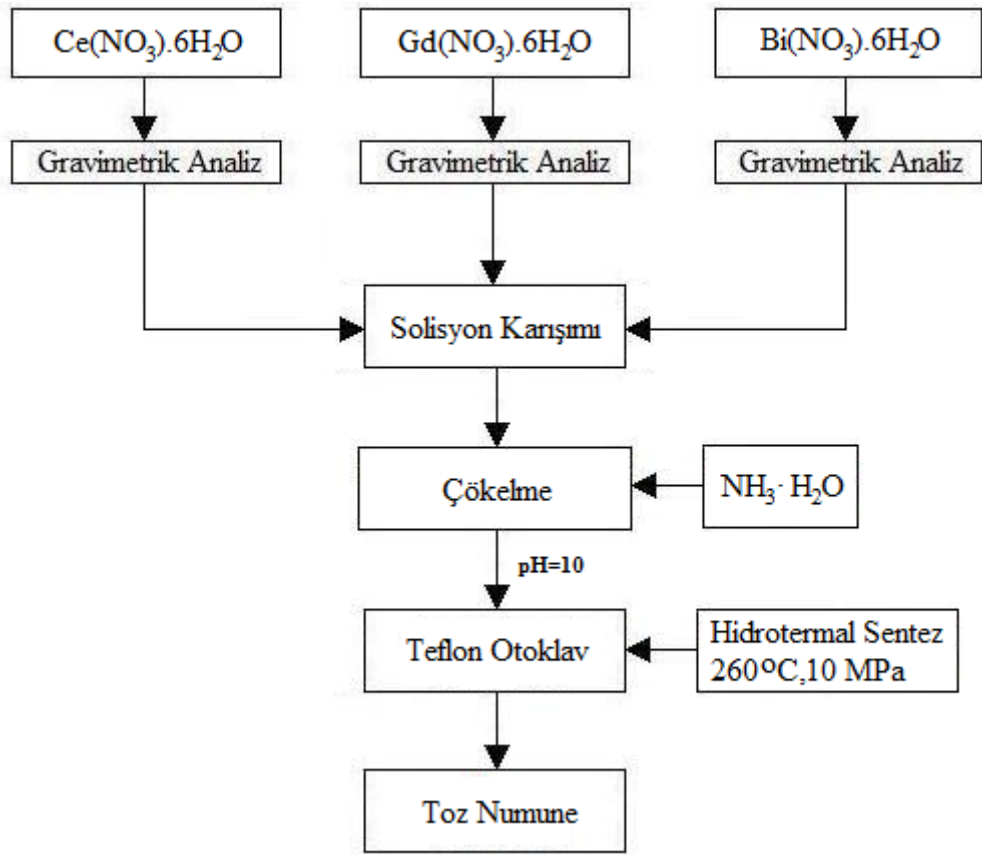 Ce(NO₃).6H₂O
Gd(NO₃).6H₂O
Bi(NO₃).6H₂O
Gravimetrik Analiz
Gravimetrik Analiz
Gravimetrik Analiz
Solisyon Karışımı
Çökelme
NH₃· H₂O
pH=10
Teflon Otoklav
Hidrotermal Sentez
260ºC,10 MPa
Toz Numune